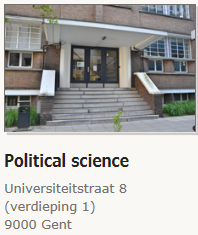 Political science
Universiteitstraat 8
(verdieping 1)
9000 Gent